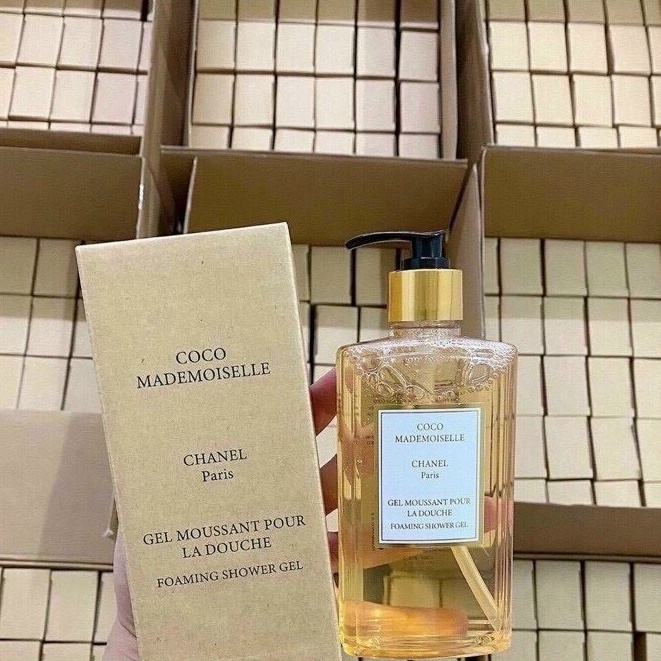 COCO
MADEMOISELLE
CHANEL
Paris
GEL MOUSSANT POUR
LA DOUCHE
FOAMING SHOWER GEL
COCO
MADEMOISELLE
CHANEL
Paris
GEL MOUSSANT POUR
LA DOUCHE
FOAMING SHOWER GEL